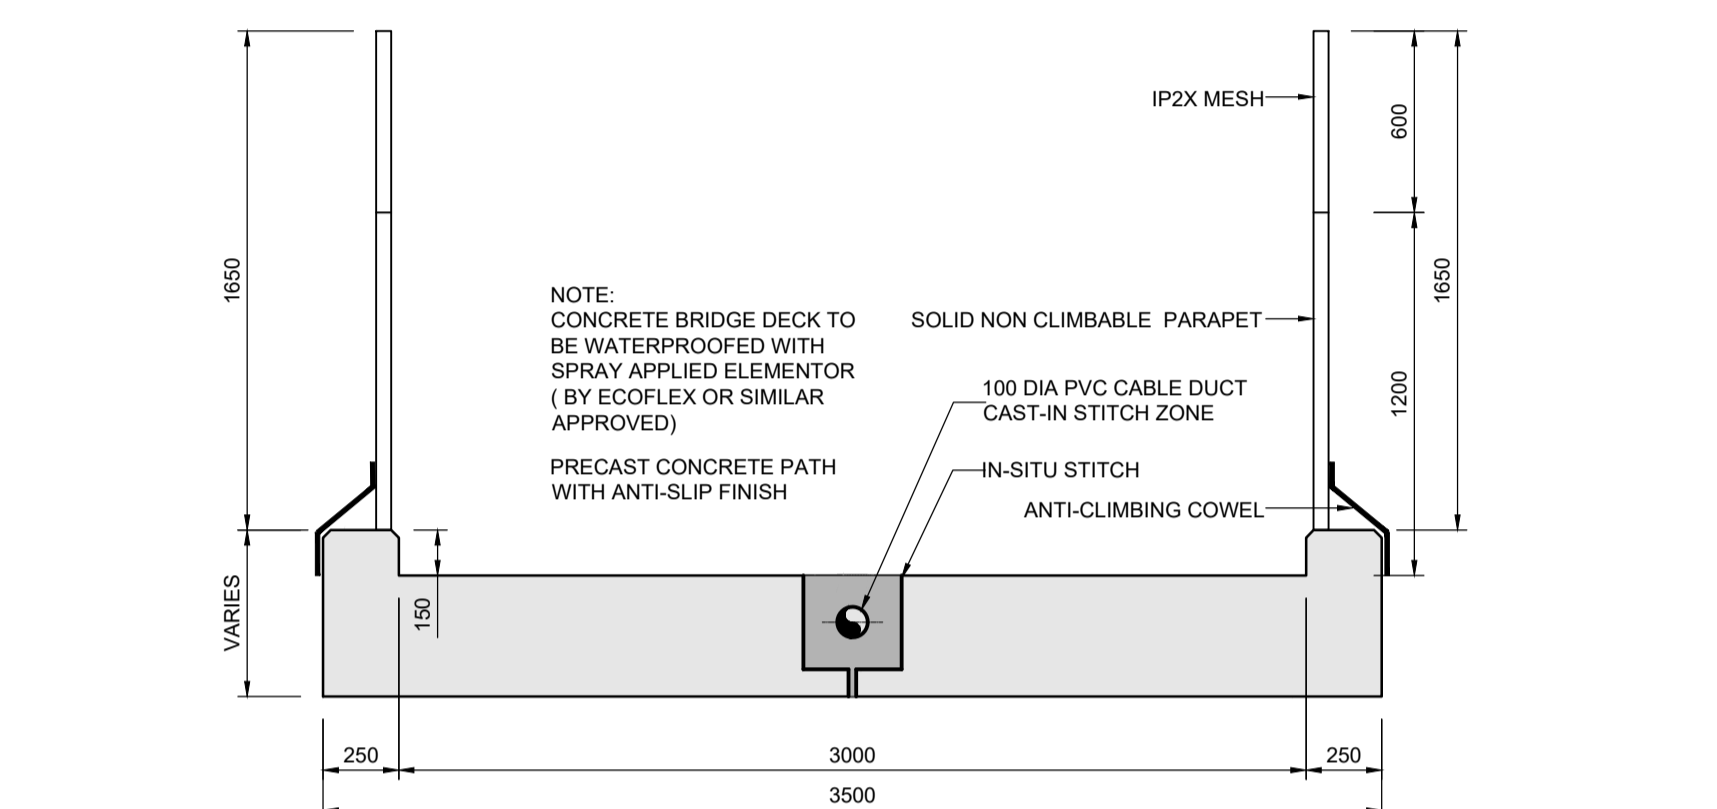 IP2X MESH
600
1650
1650
NOTE:
CONCRETE BRIDGE DECK TO
BE WATERPROOFED WITH
SPRAY APPLIED ELEMENTOR
( BY ECOFLEX OR SIMILAR
APPROVED)
SOLID NON CLIMBABLE PARAPET
100 DIA PVC CABLE DUCT
CAST-IN STITCH ZONE
1200
PRECAST CONCRETE PATH
WITH ANTI-SLIP FINISH
IN-SITU STITCH
ANTI-CLIMBING COWEL
VARIES
150
250
3000
250
3500